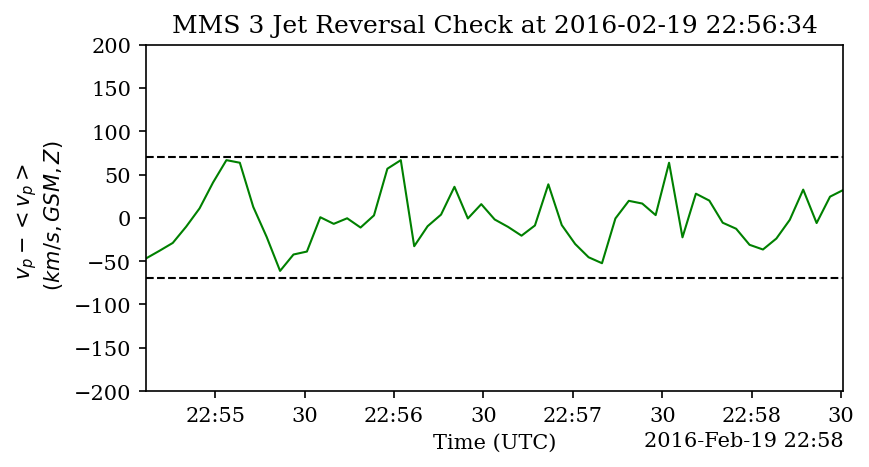 MMS 3 Jet Reversal Check at 2016-02-19 22:56:34
200
150
100
50
0
−50
−100
−150
−200
v_p − < v_p >
(km/s, GSM, Z)
22:55 30 22:56 30 22:57 30 22:58 30
Time (UTC)
2016-Feb-19 22:58